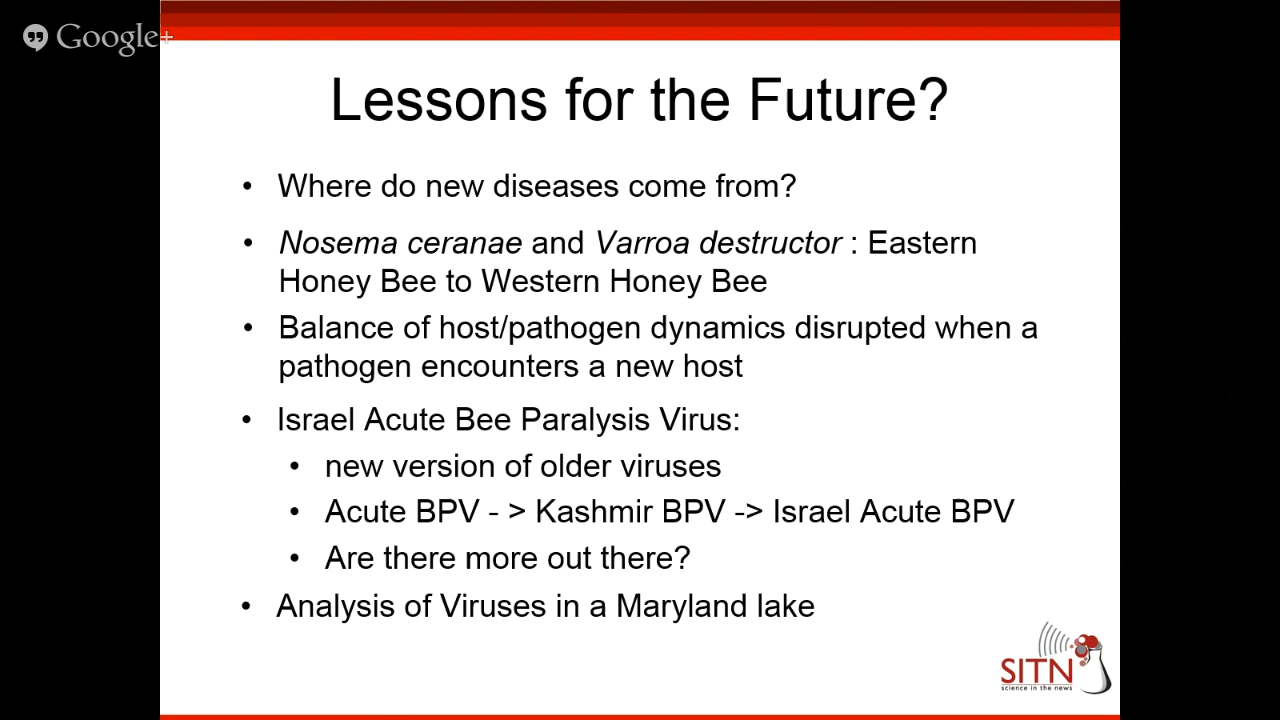 Google+
Lessons for the Future?
• Where do new diseases come from?
• Nosema ceranae and Varroa destructor : Eastern
Honey Bee to Western Honey Bee
• Balance of host/pathogen dynamics disrupted when a
pathogen encounters a new host
• Israel Acute Bee Paralysis Virus:
• new version of older viruses
• Acute BPV - > Kashmir BPV -> Israel Acute BPV
• Are there more out there?
• Analysis of Viruses in a Maryland lake
SITN
science in the news